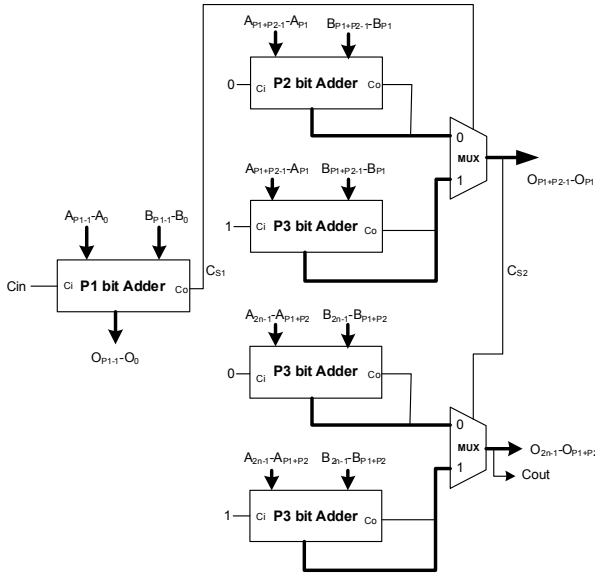 A_{P1+P2-1}-A_{P1} B_{P1+P2-1}-B_{P1}
0 Ci P2 bit Adder Co
0
MUX
1
O_{P1+P2-1}-O_{P1}
A_{P1+P2-1}-A_{P1} B_{P1+P2-1}-B_{P1}
1 Ci P3 bit Adder Co
A_{P1-1}-A_0 B_{P1-1}-B_0
Cin Ci P1 bit Adder Co
C_{S1}
C_{S2}
O_{P1-1}-O_0
A_{2n-1}-A_{P1+P2} B_{2n-1}-B_{P1+P2}
0 Ci P3 bit Adder Co
0
MUX
1
O_{2n-1}-O_{P1+P2}
Cout
A_{2n-1}-A_{P1+P2} B_{2n-1}-B_{P1+P2}
1 Ci P3 bit Adder Co